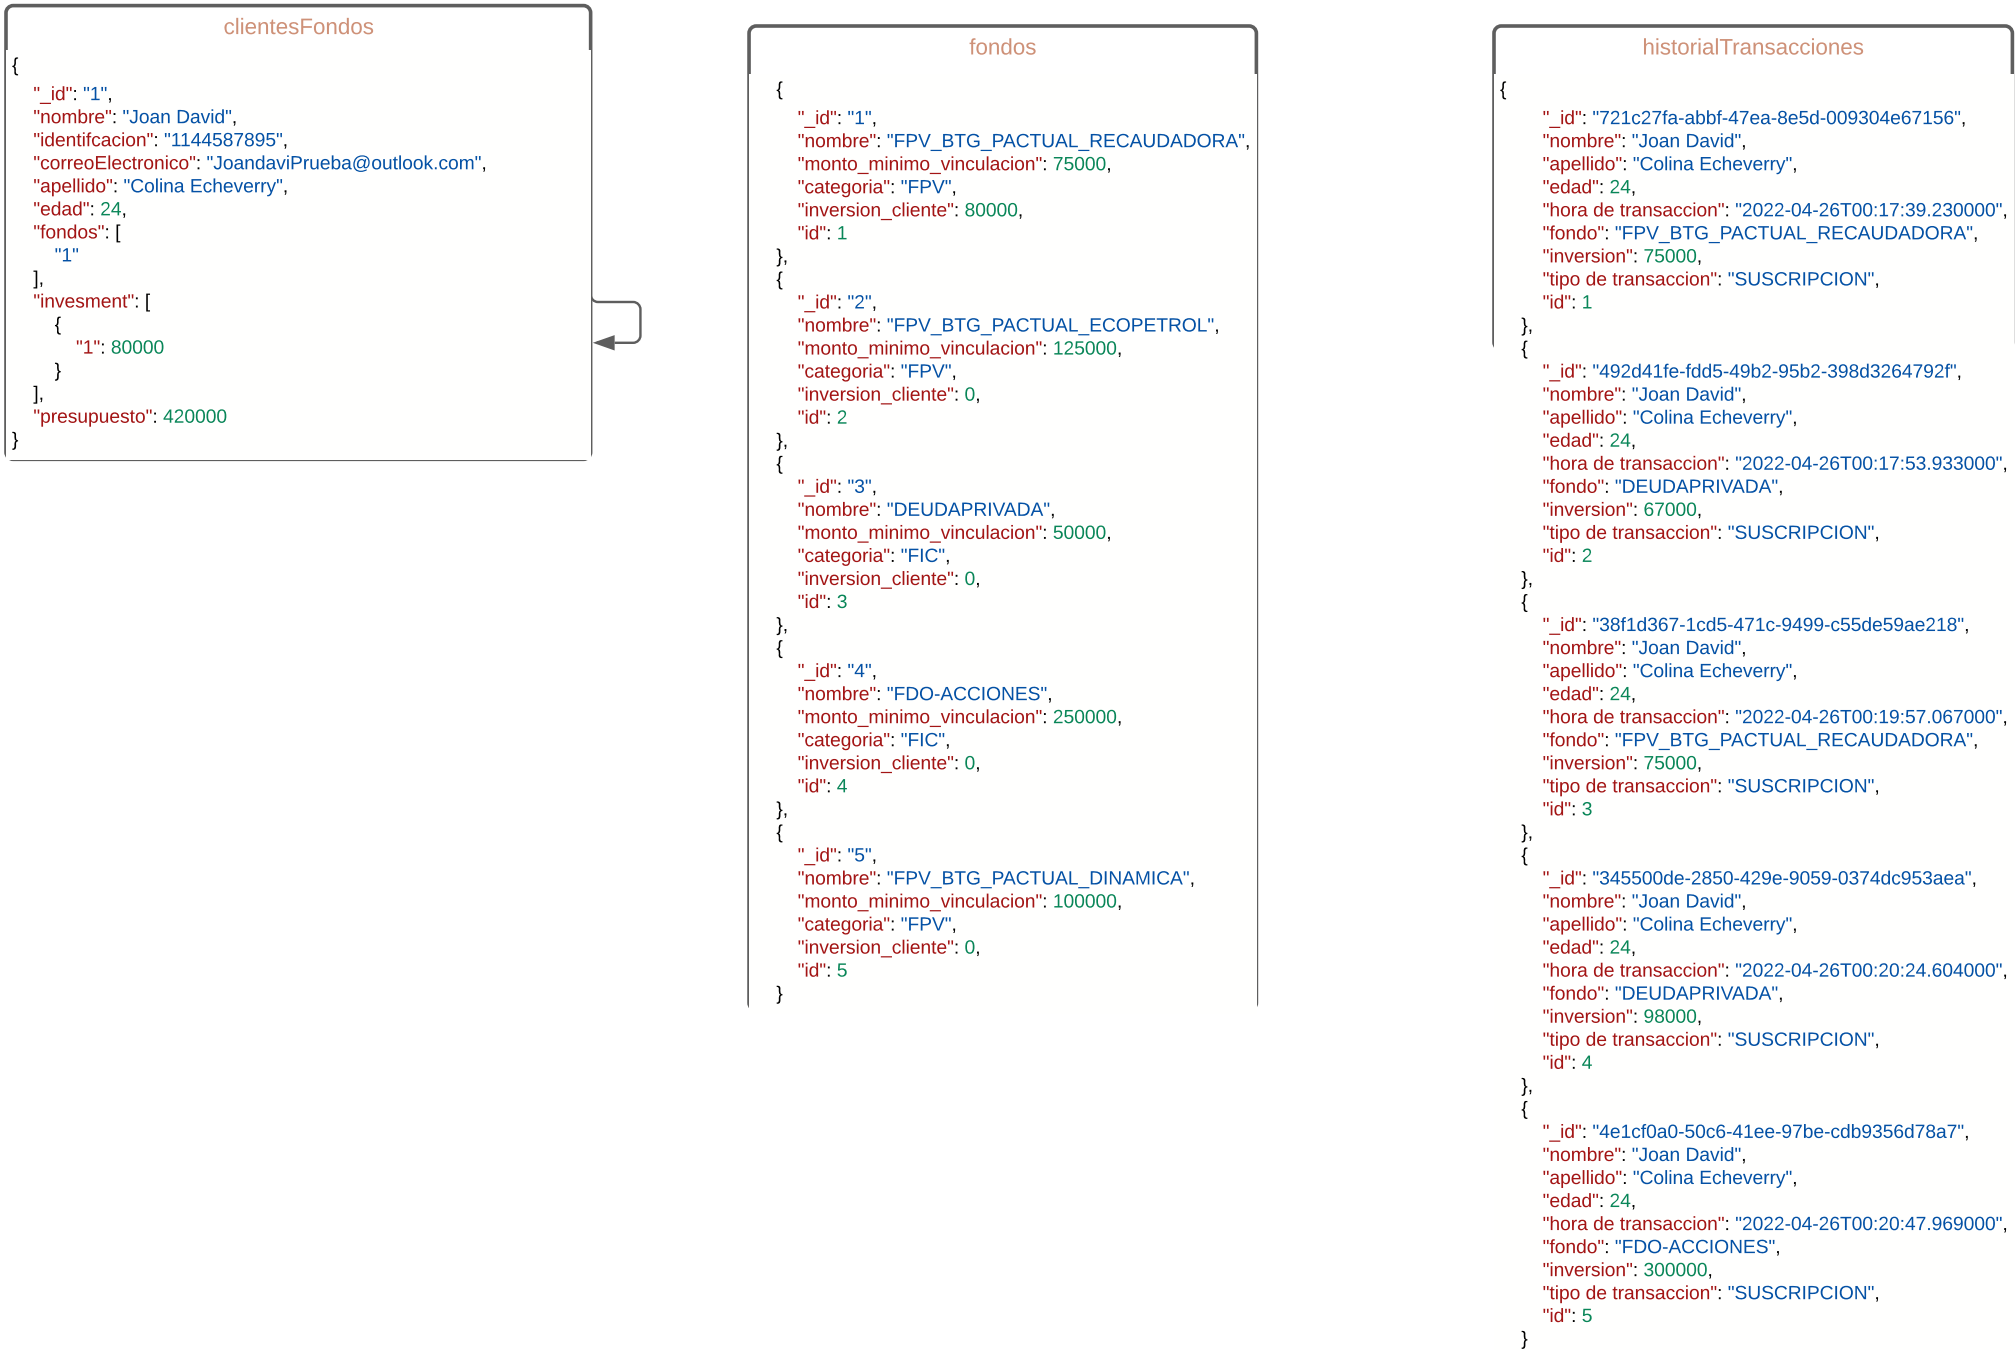 clientesFondos
{
"_id": "1",
"nombre": "Joan David",
"identifcacion": "1144587895",
"correoElectronico": "JoandaviPrueba@outlook.com",
"apellido": "Colina Echeverry",
"edad": 24,
"fondos": [
"1"
],
"invesment": [
{
"1": 80000
}
],
"presupuesto": 420000
}
fondos
{
"_id": "1",
"nombre": "FPV_BTG_PACTUAL_RECAUDADORA",
"monto_minimo_vinculacion": 75000,
"categoria": "FPV",
"inversion_cliente": 80000,
"id": 1
},
{
"_id": "2",
"nombre": "FPV_BTG_PACTUAL_ECOPETROL",
"monto_minimo_vinculacion": 125000,
"categoria": "FPV",
"inversion_cliente": 0,
"id": 2
},
{
"_id": "3",
"nombre": "DEUDAPRIVADA",
"monto_minimo_vinculacion": 50000,
"categoria": "FIC",
"inversion_cliente": 0,
"id": 3
},
{
"_id": "4",
"nombre": "FDO-ACCIONES",
"monto_minimo_vinculacion": 250000,
"categoria": "FIC",
"inversion_cliente": 0,
"id": 4
},
{
"_id": "5",
"nombre": "FPV_BTG_PACTUAL_DINAMICA",
"monto_minimo_vinculacion": 100000,
"categoria": "FPV",
"inversion_cliente": 0,
"id": 5
}
historialTransacciones
{
"_id": "721c27fa-abbf-47ea-8e5d-009304e67156",
"nombre": "Joan David",
"apellido": "Colina Echeverry",
"edad": 24,
"hora de transaccion": "2022-04-26T00:17:39.230000",
"fondo": "FPV_BTG_PACTUAL_RECAUDADORA",
"inversion": 75000,
"tipo de transaccion": "SUSCRIPCION",
"id": 1
},
{
"_id": "492d41fe-fdd5-49b2-95b2-398d3264792f",
"nombre": "Joan David",
"apellido": "Colina Echeverry",
"edad": 24,
"hora de transaccion": "2022-04-26T00:17:53.933000",
"fondo": "DEUDAPRIVADA",
"inversion": 67000,
"tipo de transaccion": "SUSCRIPCION",
"id": 2
},
{
"_id": "38f1d367-1cd5-471c-9499-c55de59ae218",
"nombre": "Joan David",
"apellido": "Colina Echeverry",
"edad": 24,
"hora de transaccion": "2022-04-26T00:19:57.067000",
"fondo": "FPV_BTG_PACTUAL_RECAUDADORA",
"inversion": 75000,
"tipo de transaccion": "SUSCRIPCION",
"id": 3
},
{
"_id": "345500de-2850-429e-9059-0374dc953aea",
"nombre": "Joan David",
"apellido": "Colina Echeverry",
"edad": 24,
"hora de transaccion": "2022-04-26T00:20:24.604000",
"fondo": "DEUDAPRIVADA",
"inversion": 98000,
"tipo de transaccion": "SUSCRIPCION",
"id": 4
},
{
"_id": "4e1cf0a0-50c6-41ee-97be-cdb9356d78a7",
"nombre": "Joan David",
"apellido": "Colina Echeverry",
"edad": 24,
"hora de transaccion": "2022-04-26T00:20:47.969000",
"fondo": "FDO-ACCIONES",
"inversion": 300000,
"tipo de transaccion": "SUSCRIPCION",
"id": 5
}